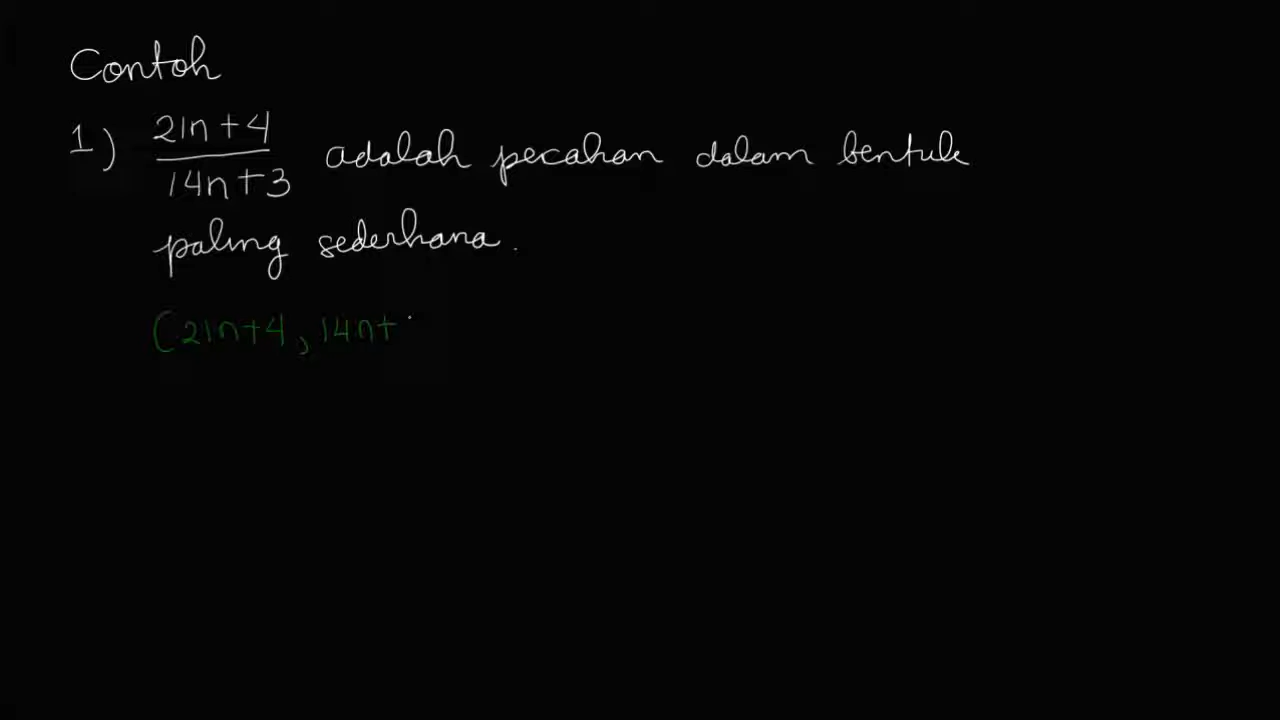 Contoh
1) (21n+4)/(14n+3) adalah pecahan dalam bentuk
paling sederhana.
(21n+4, 14n+